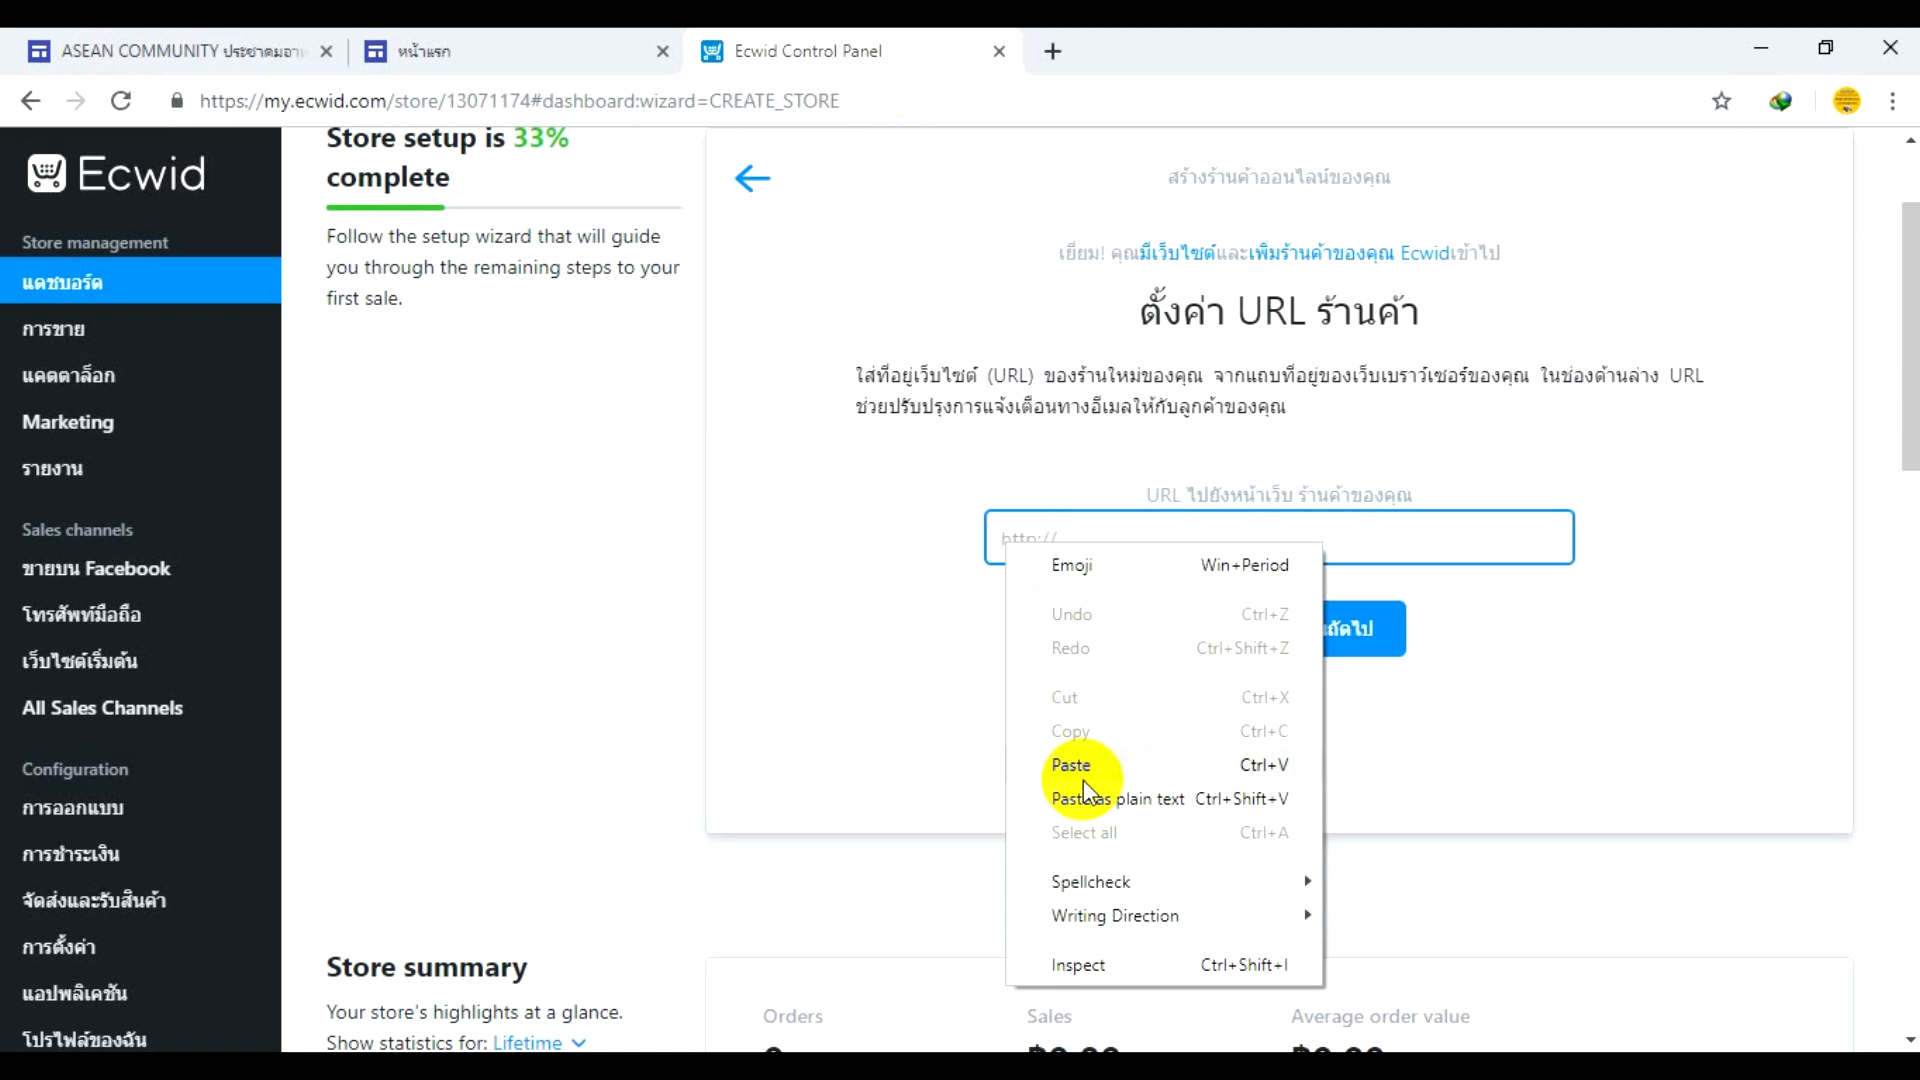 ASEAN COMMUNITY
หน้าแรก
Ecwid Control Panel
https://my.ecwid.com/store/13071174#dashboard:wizard=CREATE_STORE
Ecwid
Store management
แดชบอร์ด
การขาย
แคตตาล็อก
Marketing
รายงาน
Sales channels
ขายบน Facebook
โทรศัพท์มือถือ
เว็บไซต์เริ่มต้น
All Sales Channels
Configuration
การออกแบบ
การชำระเงิน
จัดส่งและรับสินค้า
การตั้งค่า
แอปพลิเคชัน
โปรไฟล์ของฉัน
Store setup is 33%
complete
Follow the setup wizard that will guide
you through the remaining steps to your
first sale.
สร้างร้านค้าออนไลน์ของคุณ
เยี่ยม! คุณมีเว็บไซต์และเพิ่มร้านค้าของคุณ Ecwidเข้าไป
ตั้งค่า URL ร้านค้า
ใส่ที่อยู่เว็บไซต์ (URL) ของร้านใหม่ของคุณ จากแถบที่อยู่ของเว็บเบราว์เซอร์ของคุณ ในช่องด้านล่าง URL
ช่วยปรับปรุงการแจ้งเตือนทางอีเมลให้กับลูกค้าของคุณ
URL ไปยังหน้าเว็บ ร้านค้าของคุณ
http://
ถัดไป
Emoji Win+Period
Undo Ctrl+Z
Redo Ctrl+Shift+Z
Cut Ctrl+X
Copy Ctrl+C
Paste Ctrl+V
Paste as plain text Ctrl+Shift+V
Select all Ctrl+A
Spellcheck
Writing Direction
Inspect Ctrl+Shift+I
Store summary
Your store's highlights at a glance.
Show statistics for: Lifetime
Orders
Sales
Average order value